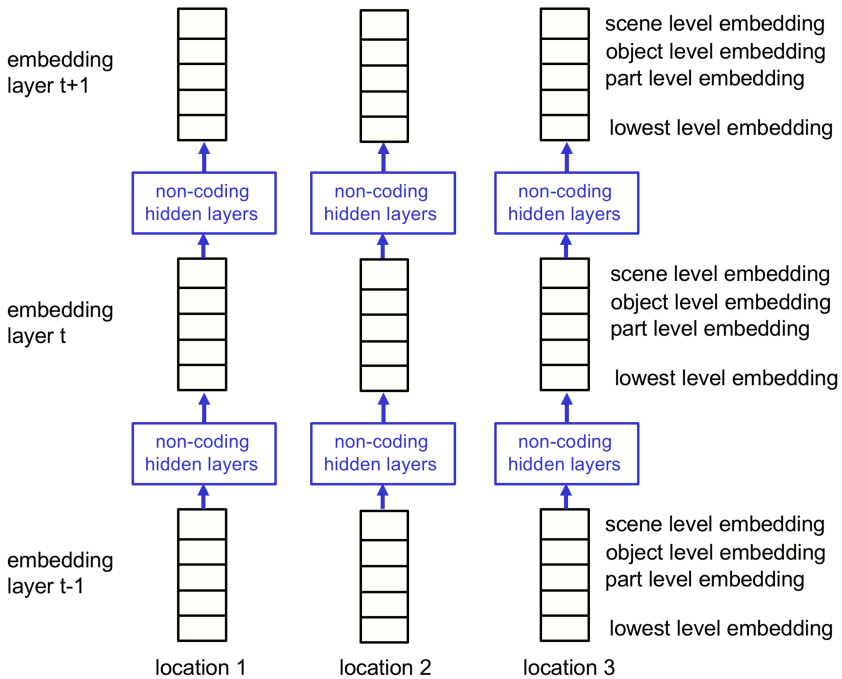 scene level embedding
embedding
object level embedding
layer t+1
part level embedding
lowest level embedding
non-coding
hidden layers
non-coding
hidden layers
non-coding
hidden layers
scene level embedding
embedding
object level embedding
layer t
part level embedding
lowest level embedding
non-coding
hidden layers
non-coding
hidden layers
non-coding
hidden layers
scene level embedding
embedding
object level embedding
layer t-1
part level embedding
lowest level embedding
location 1
location 2
location 3